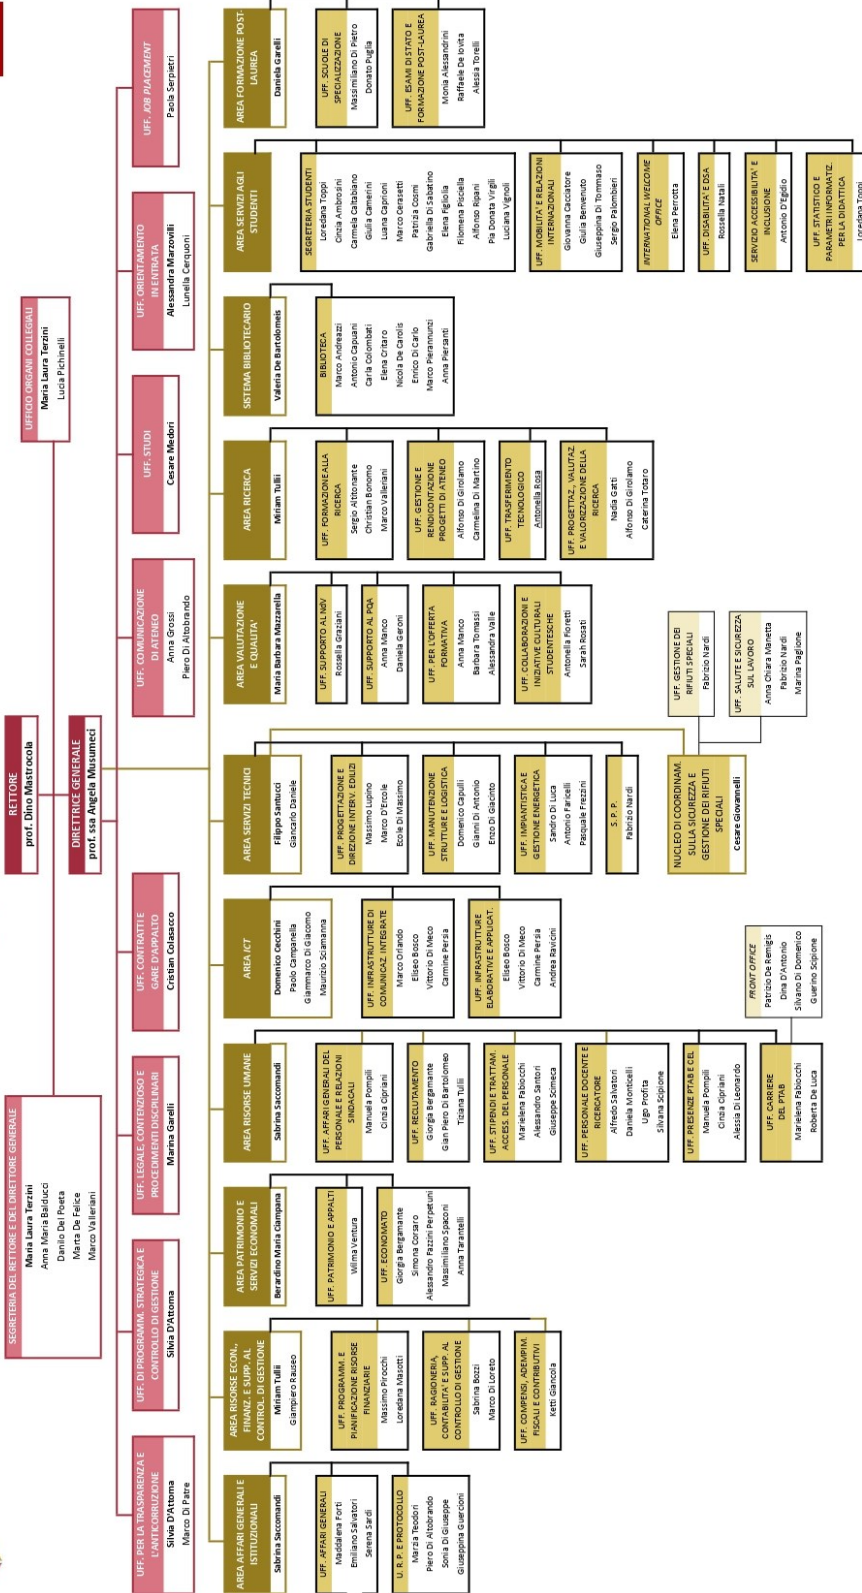 RETTORE
prof. Dino Mastrocola
DIRETTRICE GENERALE
prof. ssa Angela Musumeci
SEGRETERIA DEL RETTORE E DEL DIRETTORE GENERALE
Maria Laura Terzini
Anna Maria Balducci
Danilo Del Poeta
Marta De Felice
Marco Valleriani
UFFICIO ORGANI COLLEGIALI
Maria Laura Terzini
Lucia Pichinelli
UFF. PER LA TRASPARENZA E
L'ANTICORRUZIONE
Silvia D'Attoma
Marco Di Patre
UFF. DI PROGRAMM. STRATEGICA E
CONTROLLO DI GESTIONE
Silvia D'Attoma
UFF. LEGALE, CONTENZIOSO E
PROCEDIMENTI DISCIPLINARI
Marina Garelli
UFF. CONTRATTI E
GARE D'APPALTO
Cristian Colasacco
UFF. COMUNICAZIONE
DI ATENEO
Anna Grossi
Piero Di Altobrando
UFF. STUDI
Cesare Medori
UFF. ORIENTAMENTO
IN ENTRATA
Alessandra Marzovilli
Lunella Cerquoni
UFF. JOB PLACEMENT
Paola Serpietri
AREA AFFARI GENERALI E
ISTITUZIONALI
Sabrina Saccomandi
UFF. AFFARI GENERALI
Maddalena Forti
Emiliano Salvatori
Serena Sardi
U. R. P. E PROTOCOLLO
Marzia Teodori
Piero Di Altobrando
Sonia Di Giuseppe
Giuseppina Guercioni
AREA RISORSE ECON.,
FINANZ. E SUPP. AL
CONTROL. DI GESTIONE
Miriam Tullii
Giampiero Rauseo
UFF. PROGRAMM. E
PIANIFICAZIONE RISORSE
FINANZIARIE
Massimo Pirocchi
Loredana Masotti
UFF. RAGIONERIA,
CONTABILITA' E SUPP. AL
CONTROLLO DI GESTIONE
Sabrina Bozzi
Marco Di Loreto
UFF. COMPENSI, ADEMPIM.
FISCALI E CONTRIBUTIVI
Ketti Giancola
AREA PATRIMONIO E
SERVIZI ECONOMALI
Berardino Maria Ciampana
UFF. PATRIMONIO E APPALTI
Wilma Ventura
UFF. ECONOMATO
Giorgia Bergamante
Simona Corsaro
Alessandro Fazzini Perpetuni
Massimiliano Spaconi
Anna Tarantelli
AREA RISORSE UMANE
Sabrina Saccomandi
UFF. AFFARI GENERALI DEL
PERSONALE E RELAZIONI
SINDACALI
Manuela Pompili
Cinzia Cipriani
UFF. RECLUTAMENTO
Giorgia Bergamante
Gian Piero Di Bartolomeo
Tiziana Tullii
UFF. STIPENDI E TRATTAM.
ACCESS. DEL PERSONALE
Marielena Fabiocchi
Alessandro Santori
Giuseppe Scimeca
UFF. PERSONALE DOCENTE E
RICERCATORE
Alfredo Salvatori
Daniela Monticelli
Ugo Profita
Silvana Scipione
UFF. PRESENZE PTAB E CEL
Manuela Pompili
Cinzia Cipriani
Alessia Di Leonardo
UFF. CARRIERE
DEL PTAB
Marielena Fabiocchi
Roberta De Luca
FRONT OFFICE
Patrizio De Remigis
Dina D'Antonio
Silvano Di Domenico
Guerino Scipione
AREA ICT
Domenico Cecchini
Paolo Campanella
Giammarco Di Giacomo
Maurizio Sciamanna
UFF. INFRASTRUTTURE DI
COMUNICAZ. INTEGRATE
Marco Orlando
Eliseo Bosco
Vittorio Di Meco
Carmine Persia
UFF. INFRASTRUTTURE
ELABORATIVE E APPLICAT.
Eliseo Bosco
Vittorio Di Meco
Carmine Persia
Andrea Ravicini
AREA SERVIZI TECNICI
Filippo Santucci
Giancarlo Daniele
UFF. PROGETTAZIONE E
DIREZIONE INTERV. EDILIZI
Massimo Lupino
Marco D'Ercole
Ecole Di Massimo
UFF. MANUTENZIONE
STRUTTURE E LOGISTICA
Domenico Capulli
Gianni Di Antonio
Enzo Di Giacinto
UFF. IMPIANTISTICA E
GESTIONE ENERGETICA
Sandro Di Luca
Antonio Faricelli
Pasquale Frezzini
S. P. P.
Fabrizio Nardi
NUCLEO DI COORDINAM.
SULLA SICUREZZA E
GESTIONE DEI RIFIUTI
SPECIALI
Cesare Giovannelli
UFF. GESTIONE DEI
RIFIUTI SPECIALI
Fabrizio Nardi
UFF. SALUTE E SICUREZZA
SUL LAVORO
Anna Chiara Manetta
Fabrizio Nardi
Marina Paglione
AREA VALUTAZIONE
E QUALITA'
Maria Barbara Mazzarella
UFF. SUPPORTO AL NdV
Rossella Graziani
UFF. SUPPORTO AL PQA
Anna Manco
Daniela Geroni
UFF. PER L'OFFERTA
FORMATIVA
Anna Manco
Barbara Tomassi
Alessandra Valle
UFF. COLLABORAZIONI E
INIZIATIVE CULTURALI
STUDENTESCHE
Antonella Fioretti
Sarah Rosati
AREA RICERCA
Miriam Tullii
UFF. FORMAZIONE ALLA
RICERCA
Sergio Altitonante
Christian Bonomo
Marco Valleriani
UFF. GESTIONE E
RENDICONTAZIONE
PROGETTI DI ATENEO
Alfonso Di Girolamo
Carmelina Di Martino
UFF. TRASFERIMENTO
TECNOLOGICO
Antonella Rosa
UFF. PROGETTAZ., VALUTAZ.
E VALORIZZAZIONE DELLA
RICERCA
Nadia Gatti
Alfonso Di Girolamo
Caterina Totaro
SISTEMA BIBLIOTECARIO
Valeria De Bartolomeis
BIBLIOTECA
Marco Andreazzi
Antonio Capuani
Carla Colombati
Elena Critaro
Nicola De Carolis
Enrico Di Carlo
Marco Pierannunzi
Anna Piersanti
AREA SERVIZI AGLI
STUDENTI
SEGRETERIA STUDENTI
Loredana Toppi
Cinzia Ambrosini
Carmela Caltabiano
Giulia Camerini
Luana Caprioni
Marco Cerasetti
Patrizia Cosmi
Gabriella Di Sabatino
Elena Figliola
Filomena Pisciella
Alfonso Ripani
Pia Donata Virgili
Luciana Vignoli
UFF. MOBILITA' E RELAZIONI
INTERNAZIONALI
Giovanna Cacciatore
Giulia Benvenuto
Giuseppina Di Tommaso
Sergio Palombieri
INTERNATIONAL WELCOME
OFFICE
Elena Perrotta
UFF. DISABILITA' E DSA
Rossella Natali
SERVIZIO ACCESSIBILITA' E
INCLUSIONE
Antonio D'Egidio
UFF. STATISTICO E
PARAMETRI INFORMATIZ.
PER LA DIDATTICA
Loredana Toppi
AREA FORMAZIONE POST-
LAUREA
Daniela Garelli
UFF. SCUOLE DI
SPECIALIZZAZIONE
Massimiliano Di Pietro
Donato Puglia
UFF. ESAMI DI STATO E
FORMAZIONE POST-LAUREA
Monia Alessandrini
Raffaele De Iovita
Alessia Torelli